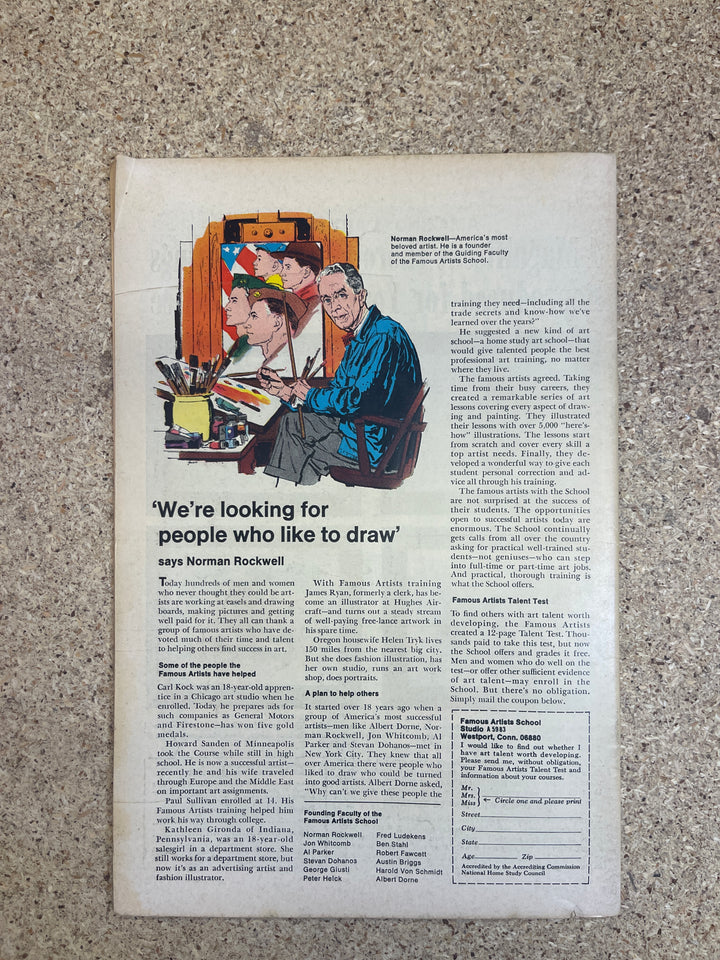 Norman Rockwell—America's most
beloved artist. He is a founder
and member of the Guiding Faculty
of the Famous Artists School.
'We're looking for
people who like to draw'
says Norman Rockwell
Today hundreds of men and women
who never thought they could be art-
ists are working at easels and drawing
boards, making pictures and getting
well paid for it. They all can thank a
group of famous artists who have de-
voted much of their time and talent
to helping others find success in art.
Some of the people the
Famous Artists have helped
Carl Kock was an 18-year-old appren-
tice in a Chicago art studio when he
enrolled. Today he prepares ads for
such companies as General Motors
and Firestone—has won five gold
medals.
Howard Sanden of Minneapolis
took the Course while still in high
school. He is now a successful artist—
recently he and his wife traveled
through Europe and the Middle East
on important art assignments.
Paul Sullivan enrolled at 14. His
Famous Artists training helped him
work his way through college.
Kathleen Gironda of Indiana,
Pennsylvania, was an 18-year-old
salesgirl in a department store. She
still works for a department store, but
now it's as an advertising artist and
fashion illustrator.
With Famous Artists training
James Ryan, formerly a clerk, has be-
come an illustrator at Hughes Air-
craft—and turns out a steady stream
of well-paying free-lance artwork in
his spare time.
Oregon housewife Helen Tryk lives
150 miles from the nearest big city.
But she does fashion illustration, has
her own studio, runs an art work
shop, does portraits.
A plan to help others
It started over 18 years ago when a
group of America's most successful
artists—men like Albert Dorne, Nor-
man Rockwell, Jon Whitcomb, Al
Parker and Stevan Dohanos—met in
New York City. They knew that all
over America there were people who
liked to draw who could be turned
into good artists. Albert Dorne asked,
"Why can't we give these people the
Founding Faculty of the
Famous Artists School
Norman Rockwell
Jon Whitcomb
Al Parker
Stevan Dohanos
George Giusti
Peter Helck
Fred Ludekens
Ben Stahl
Robert Fawcett
Austin Briggs
Harold Von Schmidt
Albert Dorne
training they need—including all the
trade secrets and know-how we've
learned over the years?"
He suggested a new kind of art
school—a home study art school—that
would give talented people the best
professional art training, no matter
where they live.
The famous artists agreed. Taking
time from their busy careers, they
created a remarkable series of art
lessons covering every aspect of draw-
ing and painting. They illustrated
their lessons with over 5,000 "here's-
how" illustrations. The lessons start
from scratch and cover every skill a
top artist needs. Finally, they de-
veloped a wonderful way to give each
student personal correction and ad-
vice all through his training.
The famous artists with the School
are not surprised at the success of
their students. The opportunities
open to successful artists today are
enormous. The School continually
gets calls from all over the country
asking for practical well-trained stu-
dents—not geniuses—who can step
into full-time or part-time art jobs.
And practical, thorough training is
what the School offers.
Famous Artists Talent Test
To find others with art talent worth
developing, the Famous Artists
created a 12-page Talent Test. Thou-
sands paid to take this test, but now
the School offers and grades it free.
Men and women who do well on the
test—or offer other sufficient evidence
of art talent—may enroll in the
School. But there's no obligation.
Simply mail the coupon below.
Famous Artists School
Studio A 5983
Westport, Conn. 06880
I would like to find out whether I
have art talent worth developing.
Please send me, without obligation,
your Famous Artists Talent Test and
information about your courses.
Mr.
Mrs. ← Circle one and please print
Miss
Street
City
State
Age Zip
Accredited by the Accrediting Commission
National Home Study Council